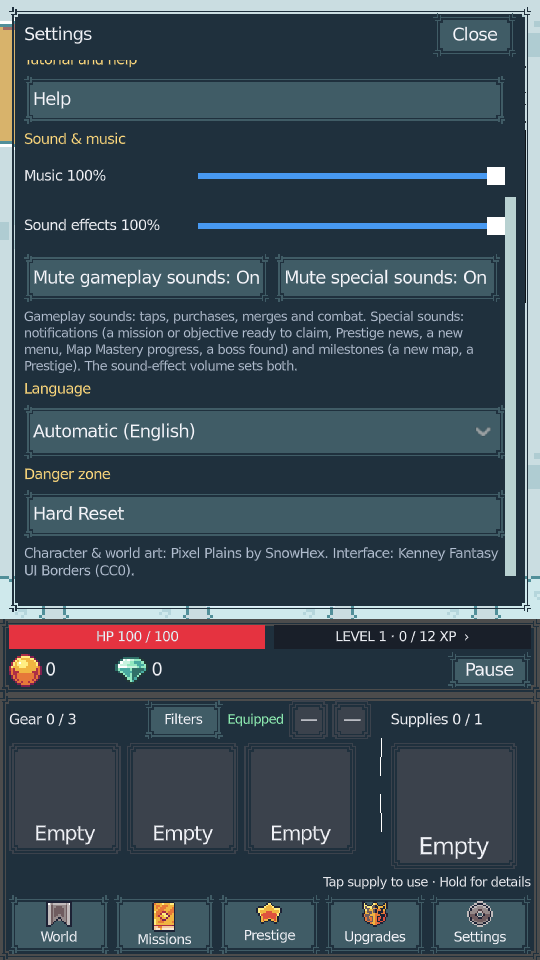 Settings
Close
Tutorial and help
Help
Sound & music
Music 100%
Sound effects 100%
Mute gameplay sounds: On
Mute special sounds: On
Gameplay sounds: taps, purchases, merges and combat. Special sounds:
notifications (a mission or objective ready to claim, Prestige news, a new
menu, Map Mastery progress, a boss found) and milestones (a new map, a
Prestige). The sound-effect volume sets both.
Language
Automatic (English)
Danger zone
Hard Reset
Character & world art: Pixel Plains by SnowHex. Interface: Kenney Fantasy
UI Borders (CC0).
HP 100 / 100
LEVEL 1 · 0 / 12 XP ›
0
0
Pause
Gear 0 / 3
Filters
Equipped
—
—
Supplies 0 / 1
Empty
Empty
Empty
Empty
Tap supply to use · Hold for details
World
Missions
Prestige
Upgrades
Settings